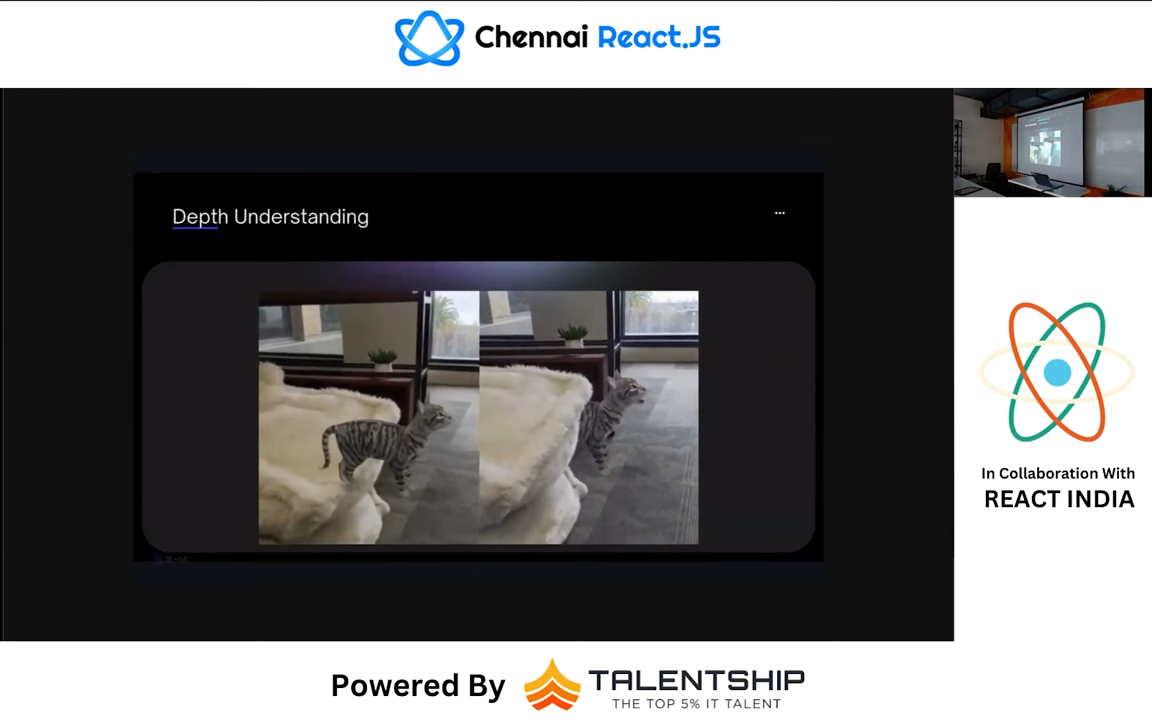 Chennai React.JS
Depth Understanding
In Collaboration With
REACT INDIA
Powered By TALENTSHIP
THE TOP 5% IT TALENT